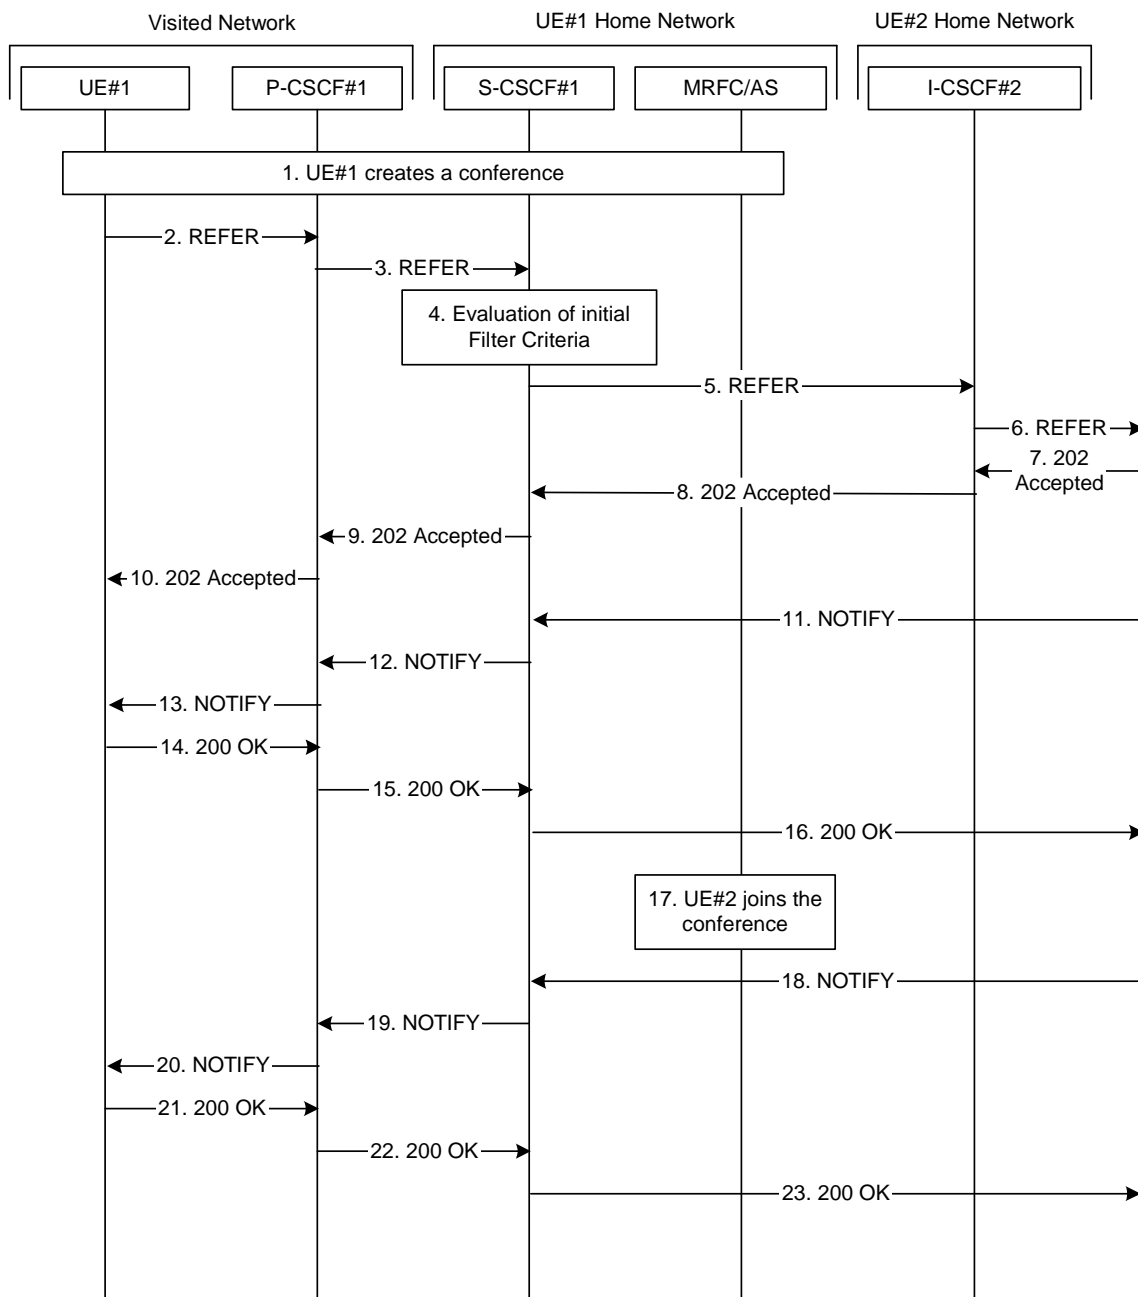 Visited Network
UE#1 Home Network
UE#2 Home Network
UE#1
P-CSCF#1
S-CSCF#1
MRFC/AS
I-CSCF#2
1. UE#1 creates a conference
2. REFER
3. REFER
4. Evaluation of initial
Filter Criteria
5. REFER
6. REFER
7. 202
Accepted
8. 202 Accepted
9. 202 Accepted
10. 202 Accepted
11. NOTIFY
12. NOTIFY
13. NOTIFY
14. 200 OK
15. 200 OK
16. 200 OK
17. UE#2 joins the
conference
18. NOTIFY
19. NOTIFY
20. NOTIFY
21. 200 OK
22. 200 OK
23. 200 OK